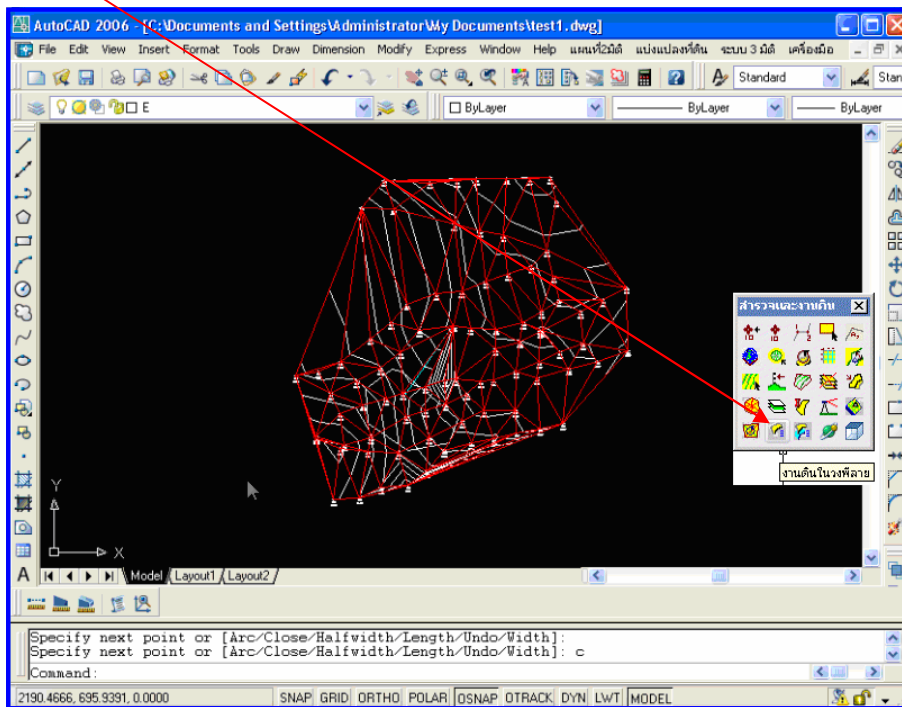 AutoCAD 2006 - [C:\Documents and Settings\Administrator\My Documents\test1.dwg]
File Edit View Insert Format Tools Draw Dimension Modify Express Window Help แผนที่2มิติ แบ่งแปลงที่ดิน ระบบ 3 มิติ เครื่องมือ
Standard
Stan
E
ByLayer
ByLayer
ByLayer
สำรวจและงานดิน
งานดินในวงพีลาย
Y
X
Model
Layout1
Layout2
Specify next point or [Arc/Close/Halfwidth/Length/Undo/Width]:
Specify next point or [Arc/Close/Halfwidth/Length/Undo/Width]: c
Command:
2190.4666, 695.9391, 0.0000
SNAP GRID ORTHO POLAR OSNAP OTRACK DYN LWT MODEL